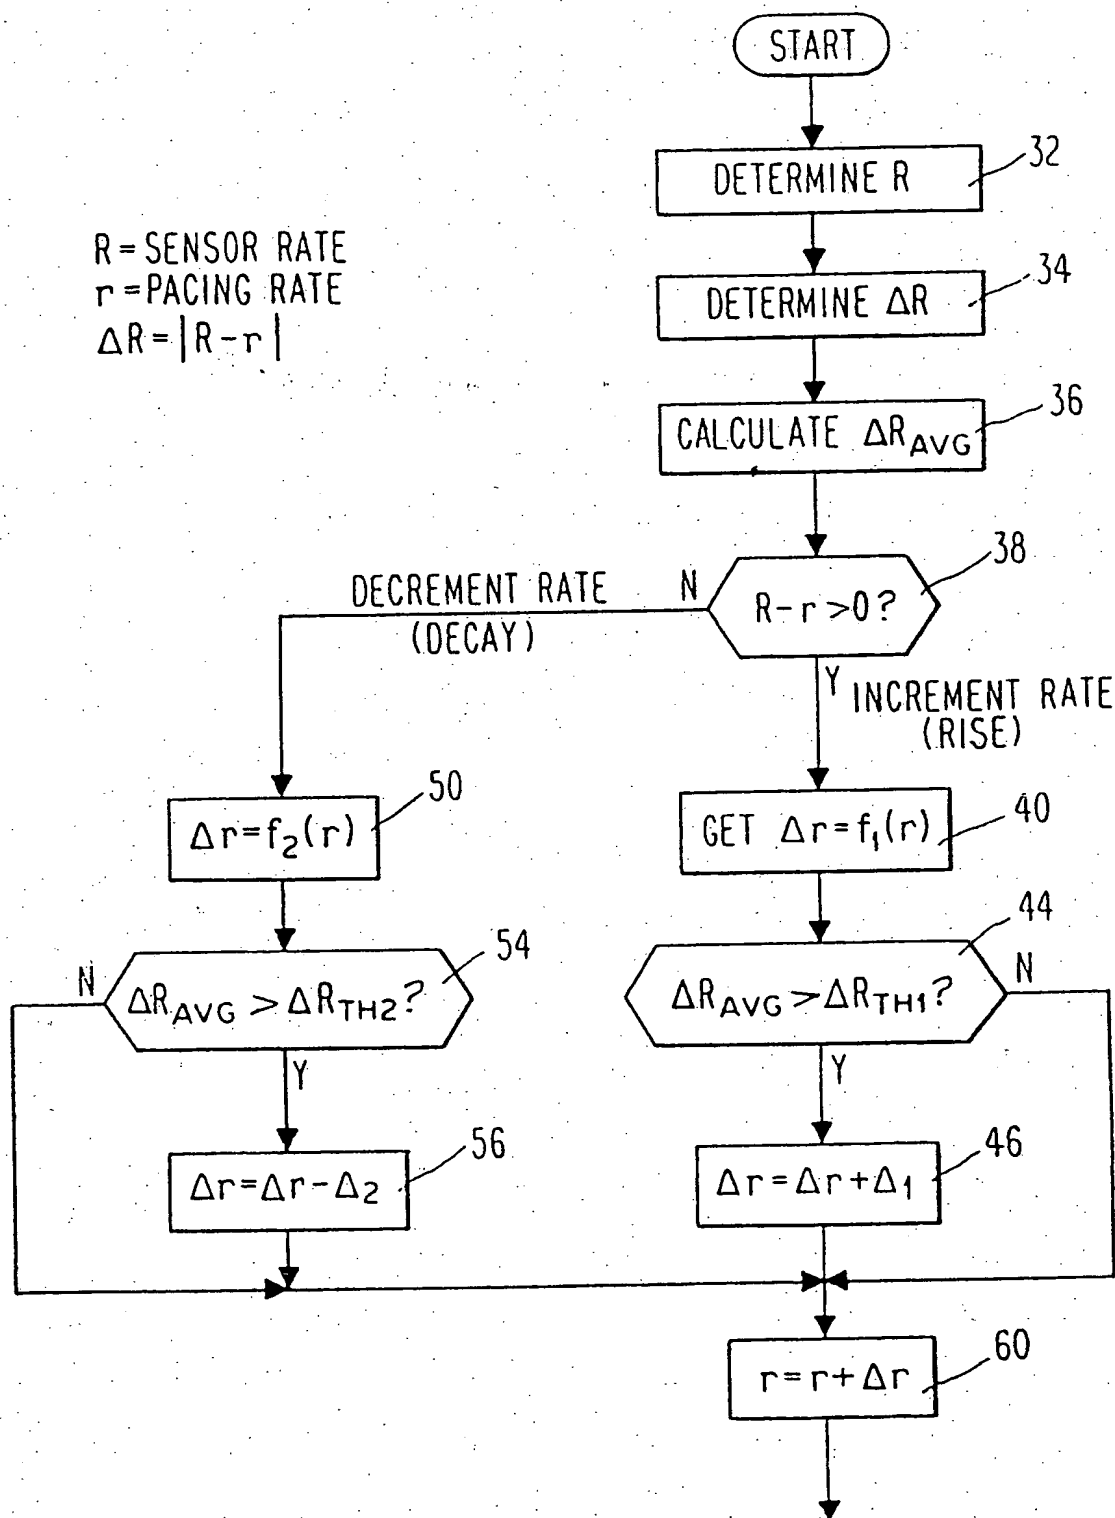 START
DETERMINE R
32
R=SENSOR RATE
r=PACING RATE
ΔR=|R-r|
DETERMINE ΔR
34
CALCULATE ΔR_AVG
36
R-r>0?
38
N
DECREMENT RATE
(DECAY)
Y
INCREMENT RATE
(RISE)
Δr=f₂(r)
50
GET Δr=f₁(r)
40
N
ΔR_AVG>ΔR_TH2?
54
ΔR_AVG>ΔR_TH1?
44
N
Y
Y
Δr=Δr-Δ₂
56
Δr=Δr+Δ₁
46
r=r+Δr
60